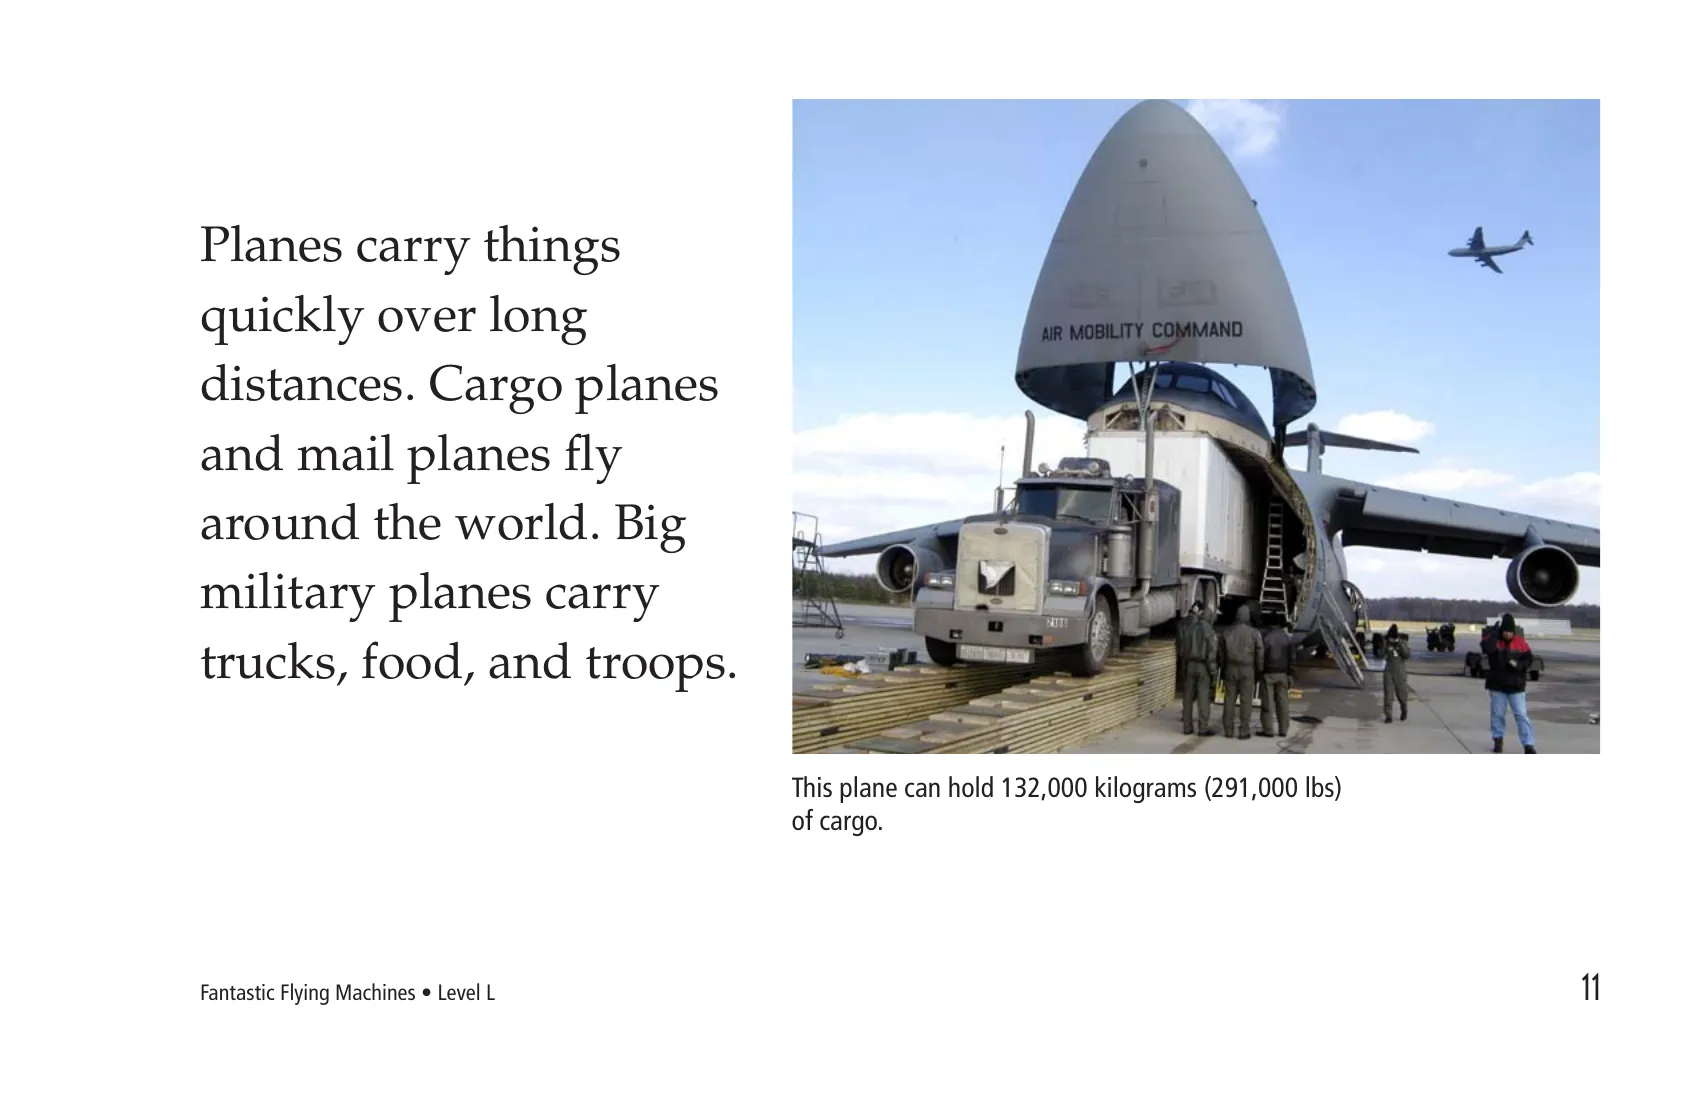 Planes carry things
quickly over long
distances. Cargo planes
and mail planes fly
around the world. Big
military planes carry
trucks, food, and troops.
AIR MOBILITY COMMAND
This plane can hold 132,000 kilograms (291,000 lbs)
of cargo.
Fantastic Flying Machines • Level L
11